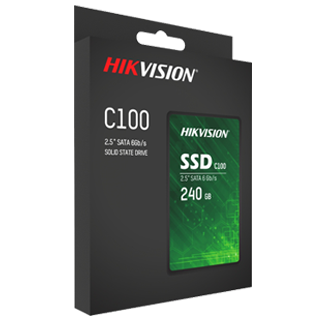 HIKVISION
C100
2.5" SATA 6Gb/s
SOLID STATE DRIVE
HIKVISION
SSD C100
2.5" SATA 6 Gb/s
240 GB